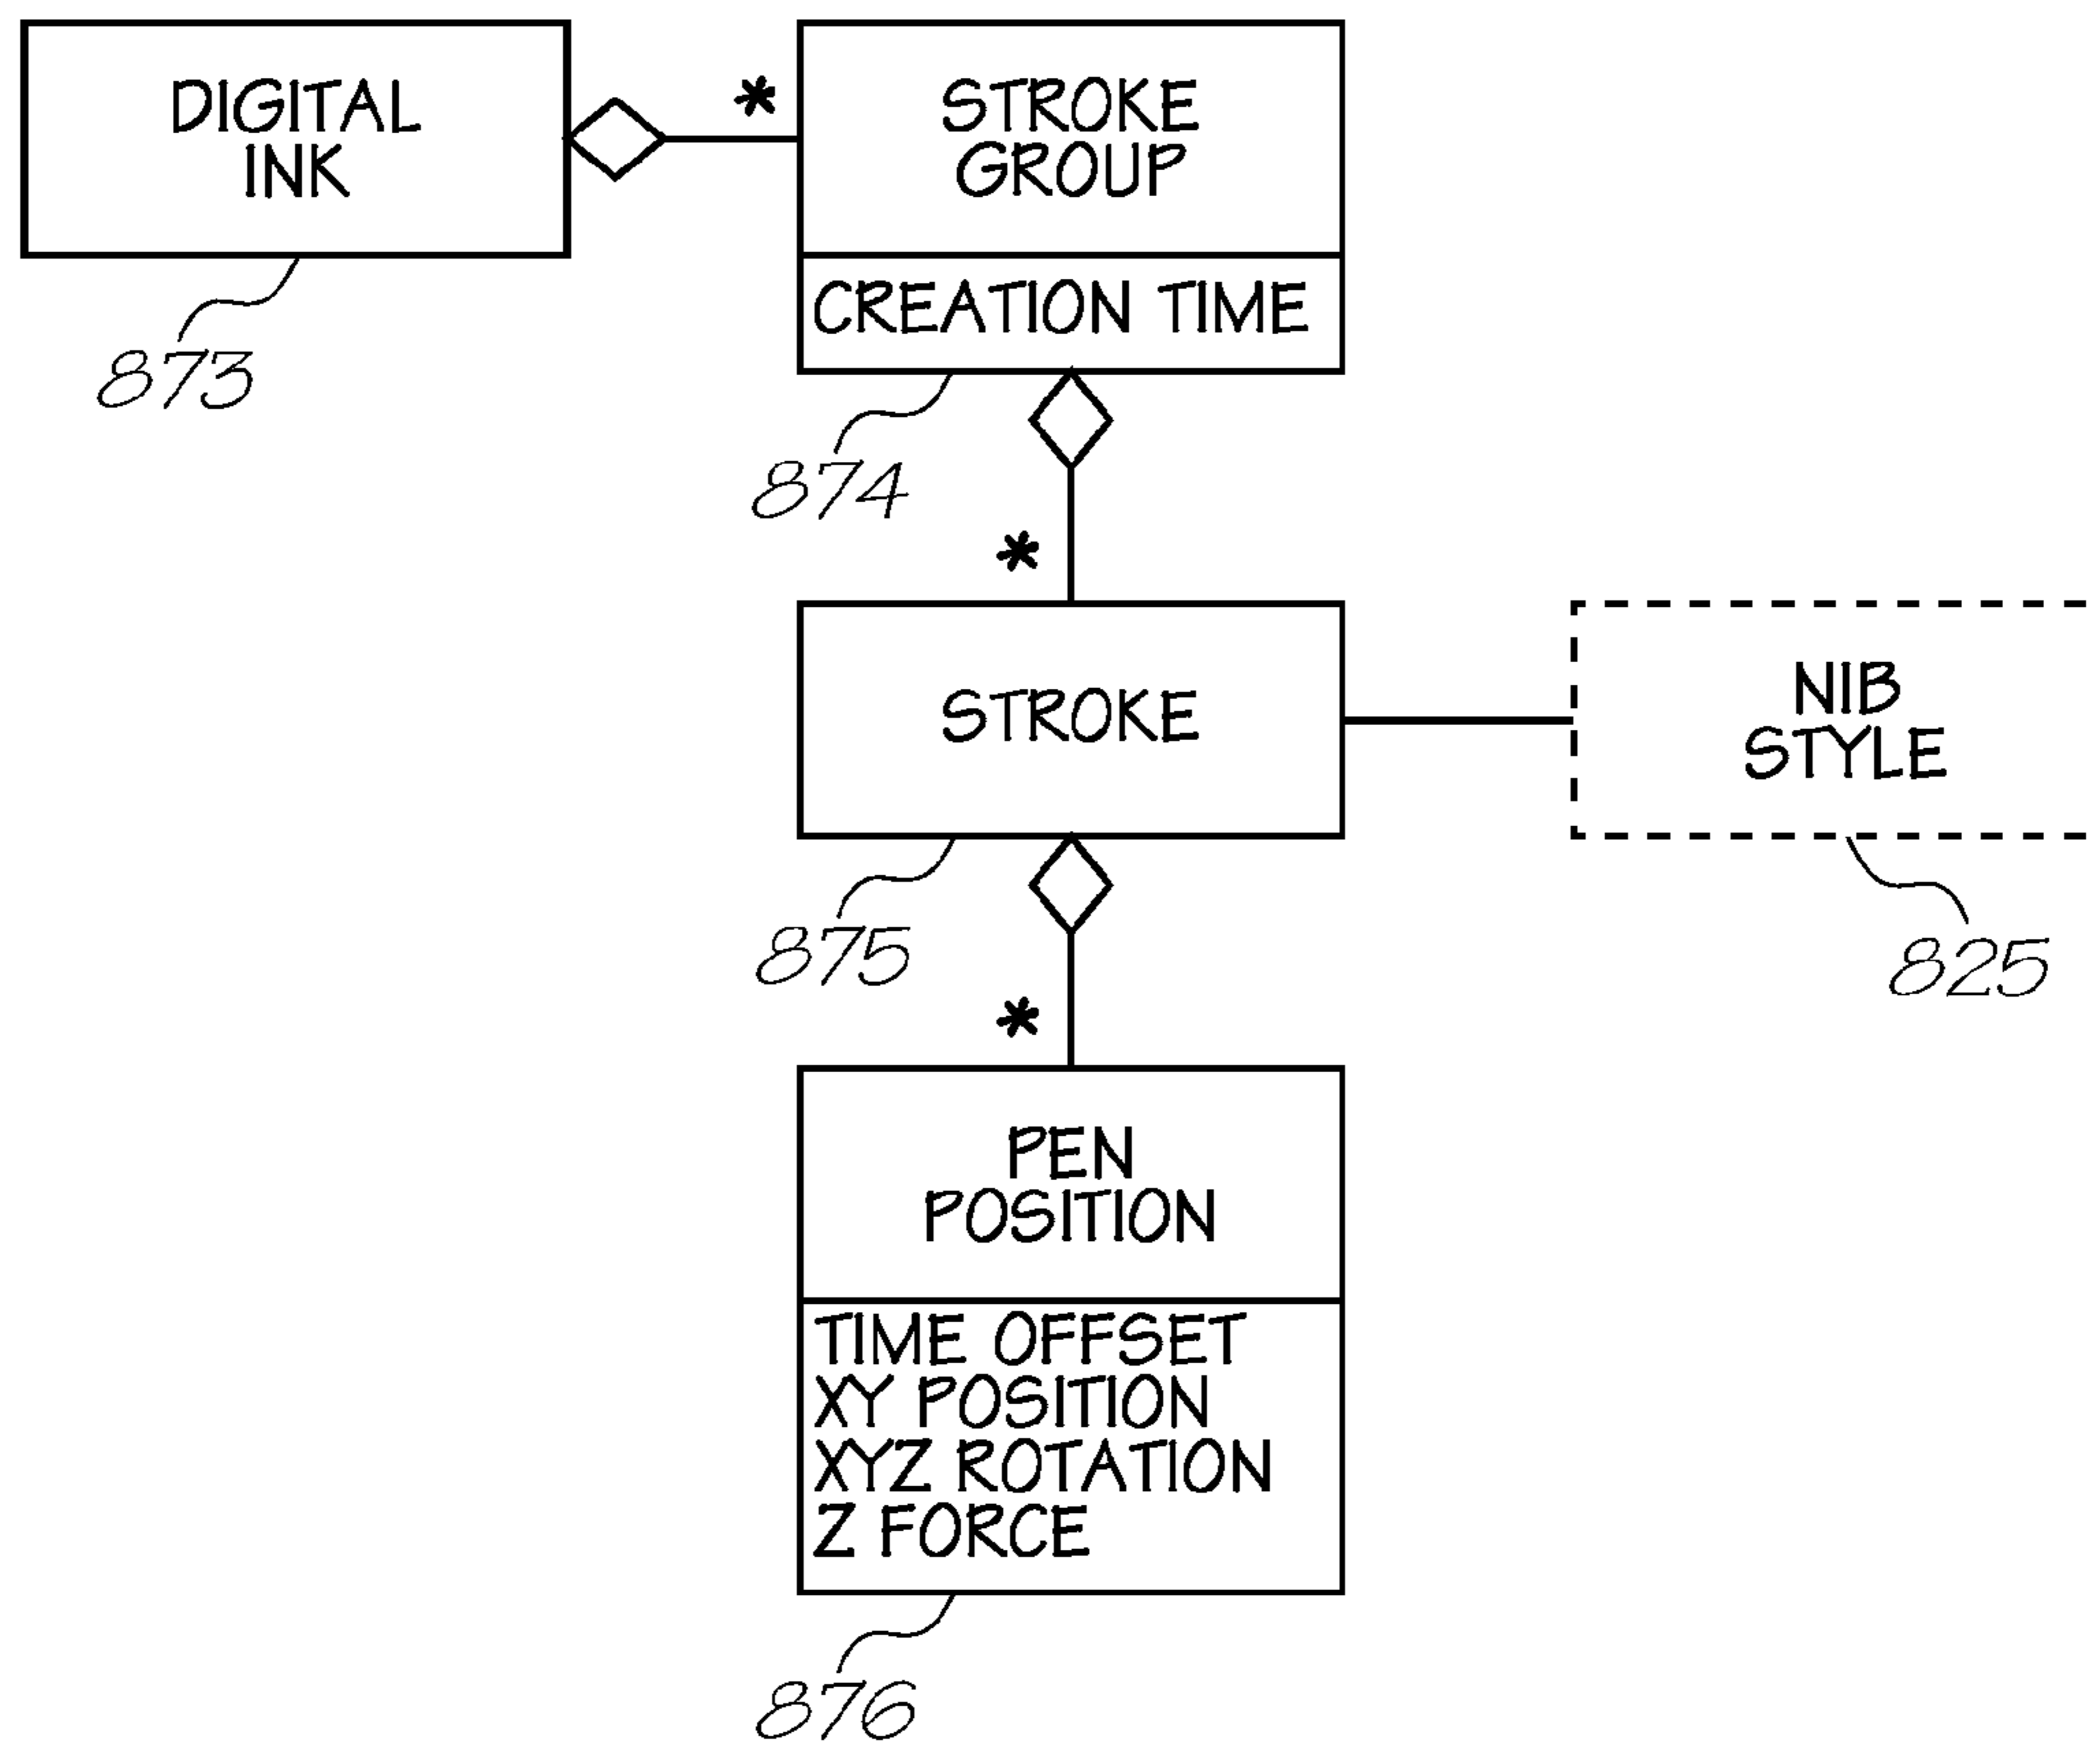 DIGITAL
INK
*
STROKE
GROUP
CREATION TIME
873
874
*
STROKE
NIB
STYLE
875
825
*
PEN
POSITION
TIME OFFSET
XY POSITION
XYZ ROTATION
Z FORCE
876